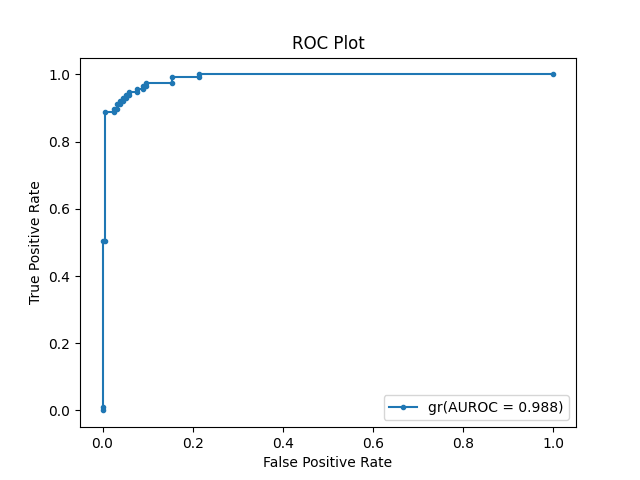 ROC Plot
1.0
0.8
0.6
0.4
0.2
0.0
True Positive Rate
gr(AUROC = 0.988)
0.0 0.2 0.4 0.6 0.8 1.0
False Positive Rate